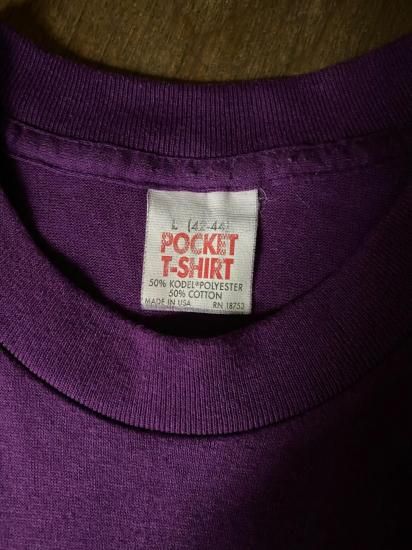 L (42-44)
POCKET
T-SHIRT
50% KODEL® POLYESTER
50% COTTON
MADE IN USA RN 18753